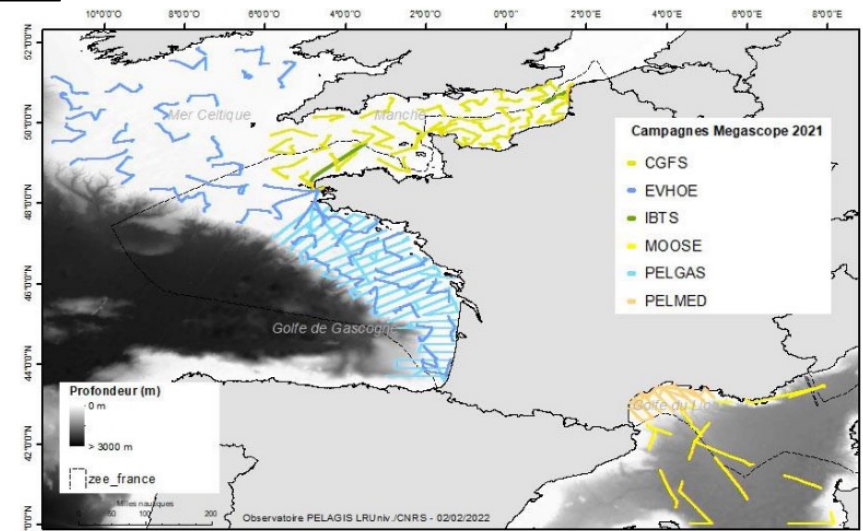 10°0'0"O 8°0'0"O 6°0'0"O 4°0'0"O 2°0'0"O 0°0'0"E 2°0'0"E 4°0'0"E 6°0'0"E 8°0'0"E
52°0'0"N
50°0'0"N
48°0'0"N
46°0'0"N
44°0'0"N
42°0'0"N
40°0'0"N
Mer Celtique
Manche
Golfe de Gascogne
Golfe du Lion
Campagnes Megascope 2021
CGFS
EVHOE
IBTS
MOOSE
PELGAS
PELMED
Profondeur (m)
0 m
> 3000 m
zee_france
Milles nautiques
0 50 100 200
Observatoire PELAGIS LRUniv./CNRS - 02/02/2022